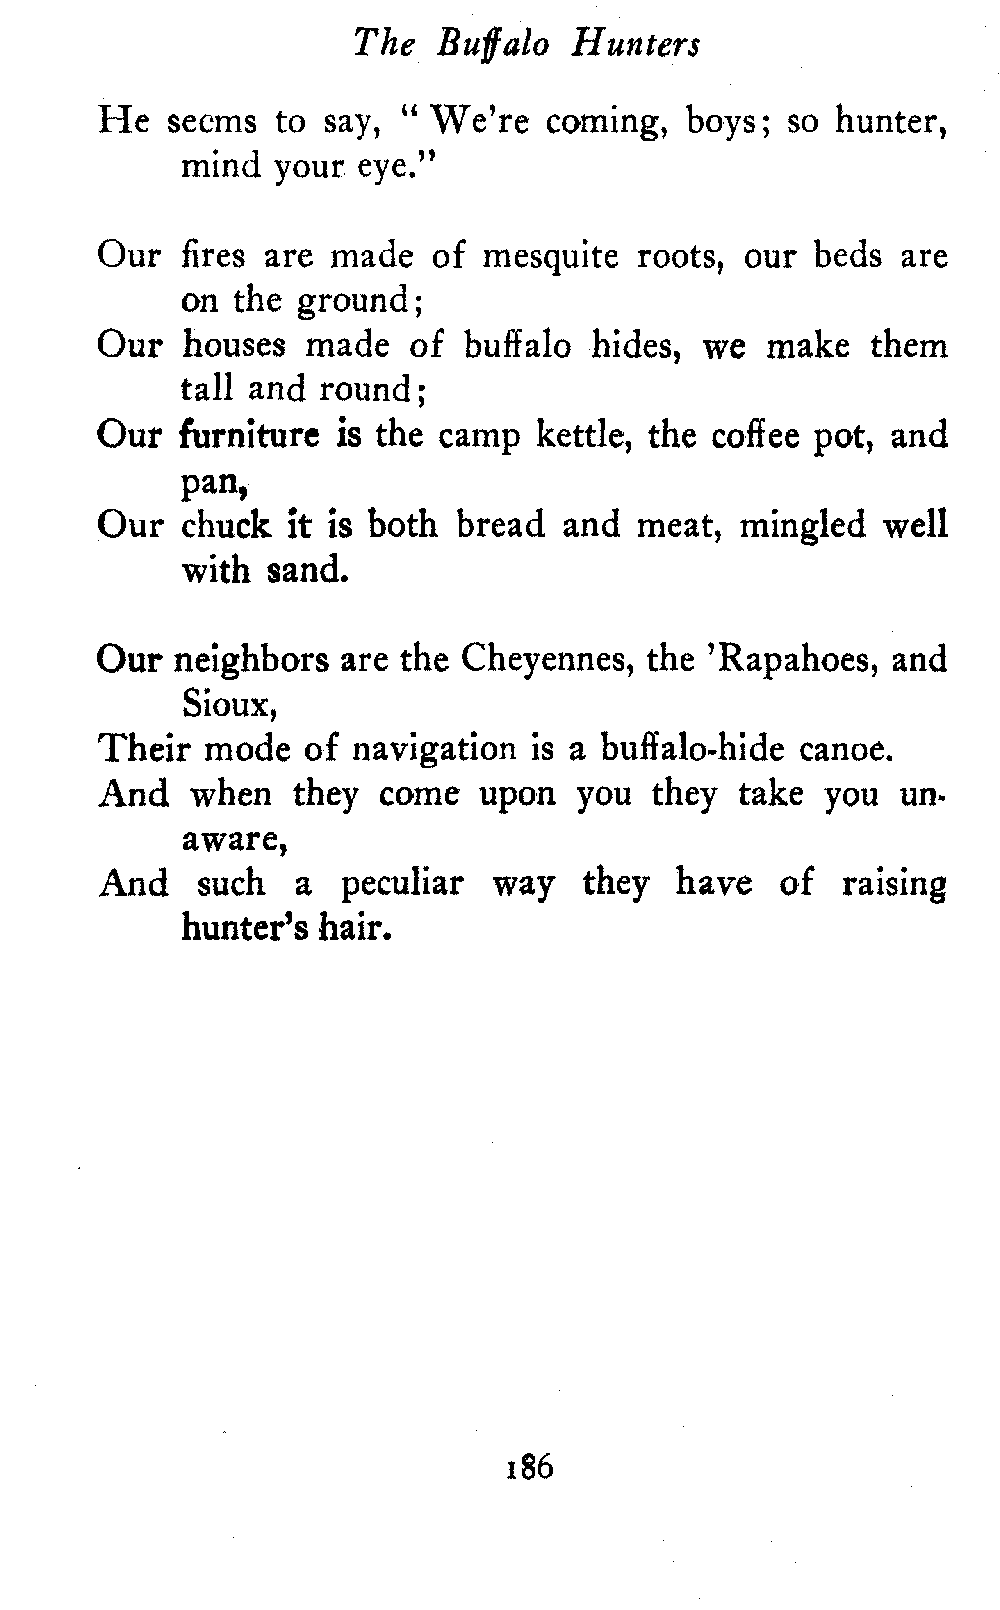 The Buffalo Hunters
He seems to say, " We're coming, boys; so hunter,
mind your eye."
Our fires are made of mesquite roots, our beds are
on the ground;
Our houses made of buffalo hides, we make them
tall and round;
Our furniture is the camp kettle, the coffee pot, and
pan,
Our chuck it is both bread and meat, mingled well
with sand.
Our neighbors are the Cheyennes, the 'Rapahoes, and
Sioux,
Their mode of navigation is a buffalo-hide canoe.
And when they come upon you they take you un-
aware,
And such a peculiar way they have of raising
hunter's hair.
186